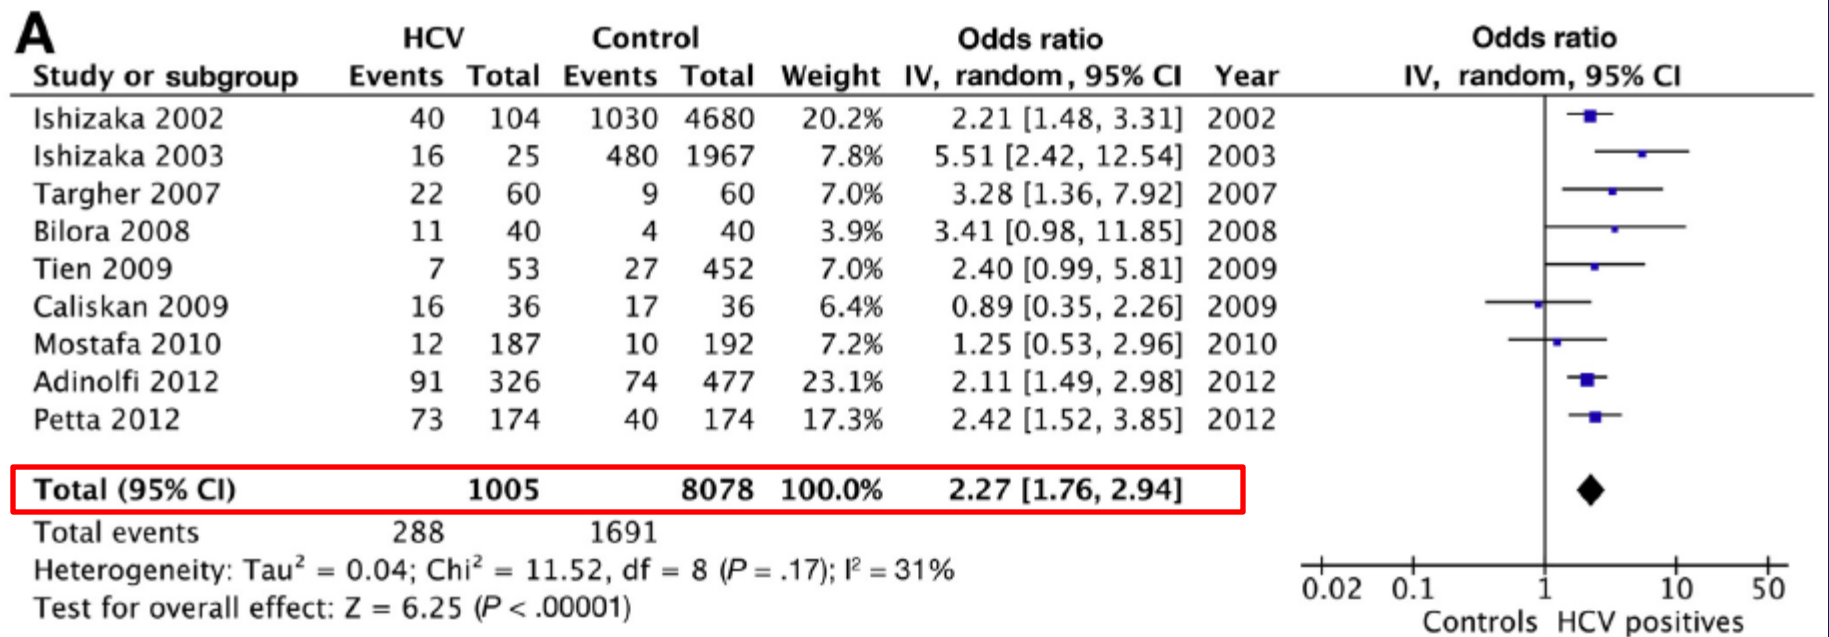 A HCV Control Odds ratio Odds ratio
Study or subgroup Events Total Events Total Weight IV, random, 95% CI Year IV, random, 95% CI
Ishizaka 2002 40 104 1030 4680 20.2% 2.21 [1.48, 3.31] 2002
Ishizaka 2003 16 25 480 1967 7.8% 5.51 [2.42, 12.54] 2003
Targher 2007 22 60 9 60 7.0% 3.28 [1.36, 7.92] 2007
Bilora 2008 11 40 4 40 3.9% 3.41 [0.98, 11.85] 2008
Tien 2009 7 53 27 452 7.0% 2.40 [0.99, 5.81] 2009
Caliskan 2009 16 36 17 36 6.4% 0.89 [0.35, 2.26] 2009
Mostafa 2010 12 187 10 192 7.2% 1.25 [0.53, 2.96] 2010
Adinolfi 2012 91 326 74 477 23.1% 2.11 [1.49, 2.98] 2012
Petta 2012 73 174 40 174 17.3% 2.42 [1.52, 3.85] 2012
Total (95% CI) 1005 8078 100.0% 2.27 [1.76, 2.94]
Total events 288 1691
Heterogeneity: Tau² = 0.04; Chi² = 11.52, df = 8 (P = .17); I² = 31%
Test for overall effect: Z = 6.25 (P < .00001)
0.02 0.1 1 10 50
Controls HCV positives